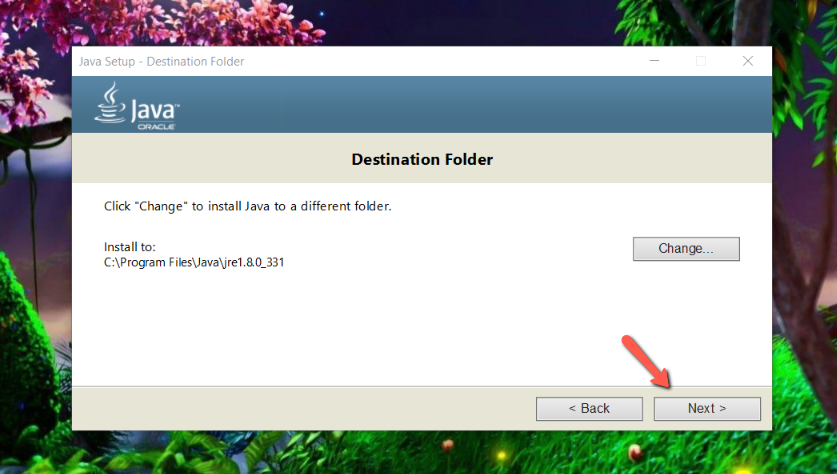 Java Setup - Destination Folder
Java™
ORACLE
Destination Folder
Click "Change" to install Java to a different folder.
Install to:
C:\Program Files\Java\jre1.8.0_331
Change...
< Back
Next >